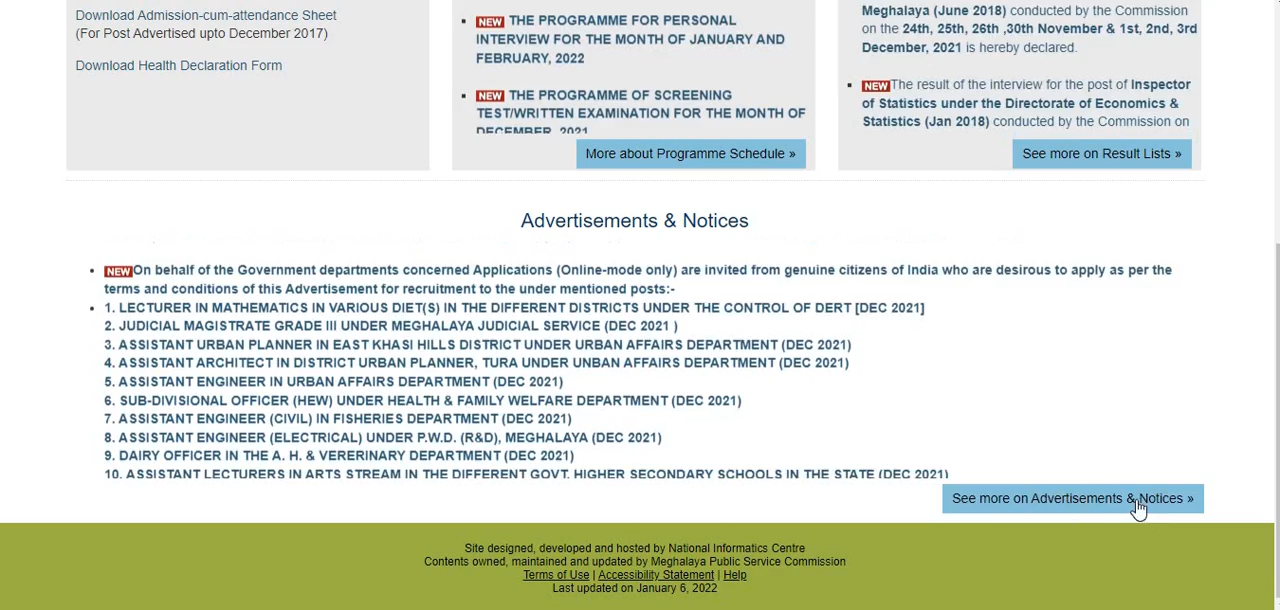 Download Admission-cum-attendance Sheet
(For Post Advertised upto December 2017)
Download Health Declaration Form
NEW THE PROGRAMME FOR PERSONAL
INTERVIEW FOR THE MONTH OF JANUARY AND
FEBRUARY, 2022
NEW THE PROGRAMME OF SCREENING
TEST/WRITTEN EXAMINATION FOR THE MONTH OF
DECEMBER, 2021
More about Programme Schedule »
Meghalaya (June 2018) conducted by the Commission
on the 24th, 25th, 26th ,30th November & 1st, 2nd, 3rd
December, 2021 is hereby declared.
NEW The result of the interview for the post of Inspector
of Statistics under the Directorate of Economics &
Statistics (Jan 2018) conducted by the Commission on
See more on Result Lists »
Advertisements & Notices
NEW On behalf of the Government departments concerned Applications (Online-mode only) are invited from genuine citizens of India who are desirous to apply as per the
terms and conditions of this Advertisement for recruitment to the under mentioned posts:-
1. LECTURER IN MATHEMATICS IN VARIOUS DIET(S) IN THE DIFFERENT DISTRICTS UNDER THE CONTROL OF DERT [DEC 2021]
2. JUDICIAL MAGISTRATE GRADE III UNDER MEGHALAYA JUDICIAL SERVICE (DEC 2021 )
3. ASSISTANT URBAN PLANNER IN EAST KHASI HILLS DISTRICT UNDER URBAN AFFAIRS DEPARTMENT (DEC 2021)
4. ASSISTANT ARCHITECT IN DISTRICT URBAN PLANNER, TURA UNDER UNBAN AFFAIRS DEPARTMENT (DEC 2021)
5. ASSISTANT ENGINEER IN URBAN AFFAIRS DEPARTMENT (DEC 2021)
6. SUB-DIVISIONAL OFFICER (HEW) UNDER HEALTH & FAMILY WELFARE DEPARTMENT (DEC 2021)
7. ASSISTANT ENGINEER (CIVIL) IN FISHERIES DEPARTMENT (DEC 2021)
8. ASSISTANT ENGINEER (ELECTRICAL) UNDER P.W.D. (R&D), MEGHALAYA (DEC 2021)
9. DAIRY OFFICER IN THE A. H. & VERERINARY DEPARTMENT (DEC 2021)
10. ASSISTANT LECTURERS IN ARTS STREAM IN THE DIFFERENT GOVT. HIGHER SECONDARY SCHOOLS IN THE STATE (DEC 2021)
See more on Advertisements & Notices »
Site designed, developed and hosted by National Informatics Centre
Contents owned, maintained and updated by Meghalaya Public Service Commission
Terms of Use | Accessibility Statement | Help
Last updated on January 6, 2022